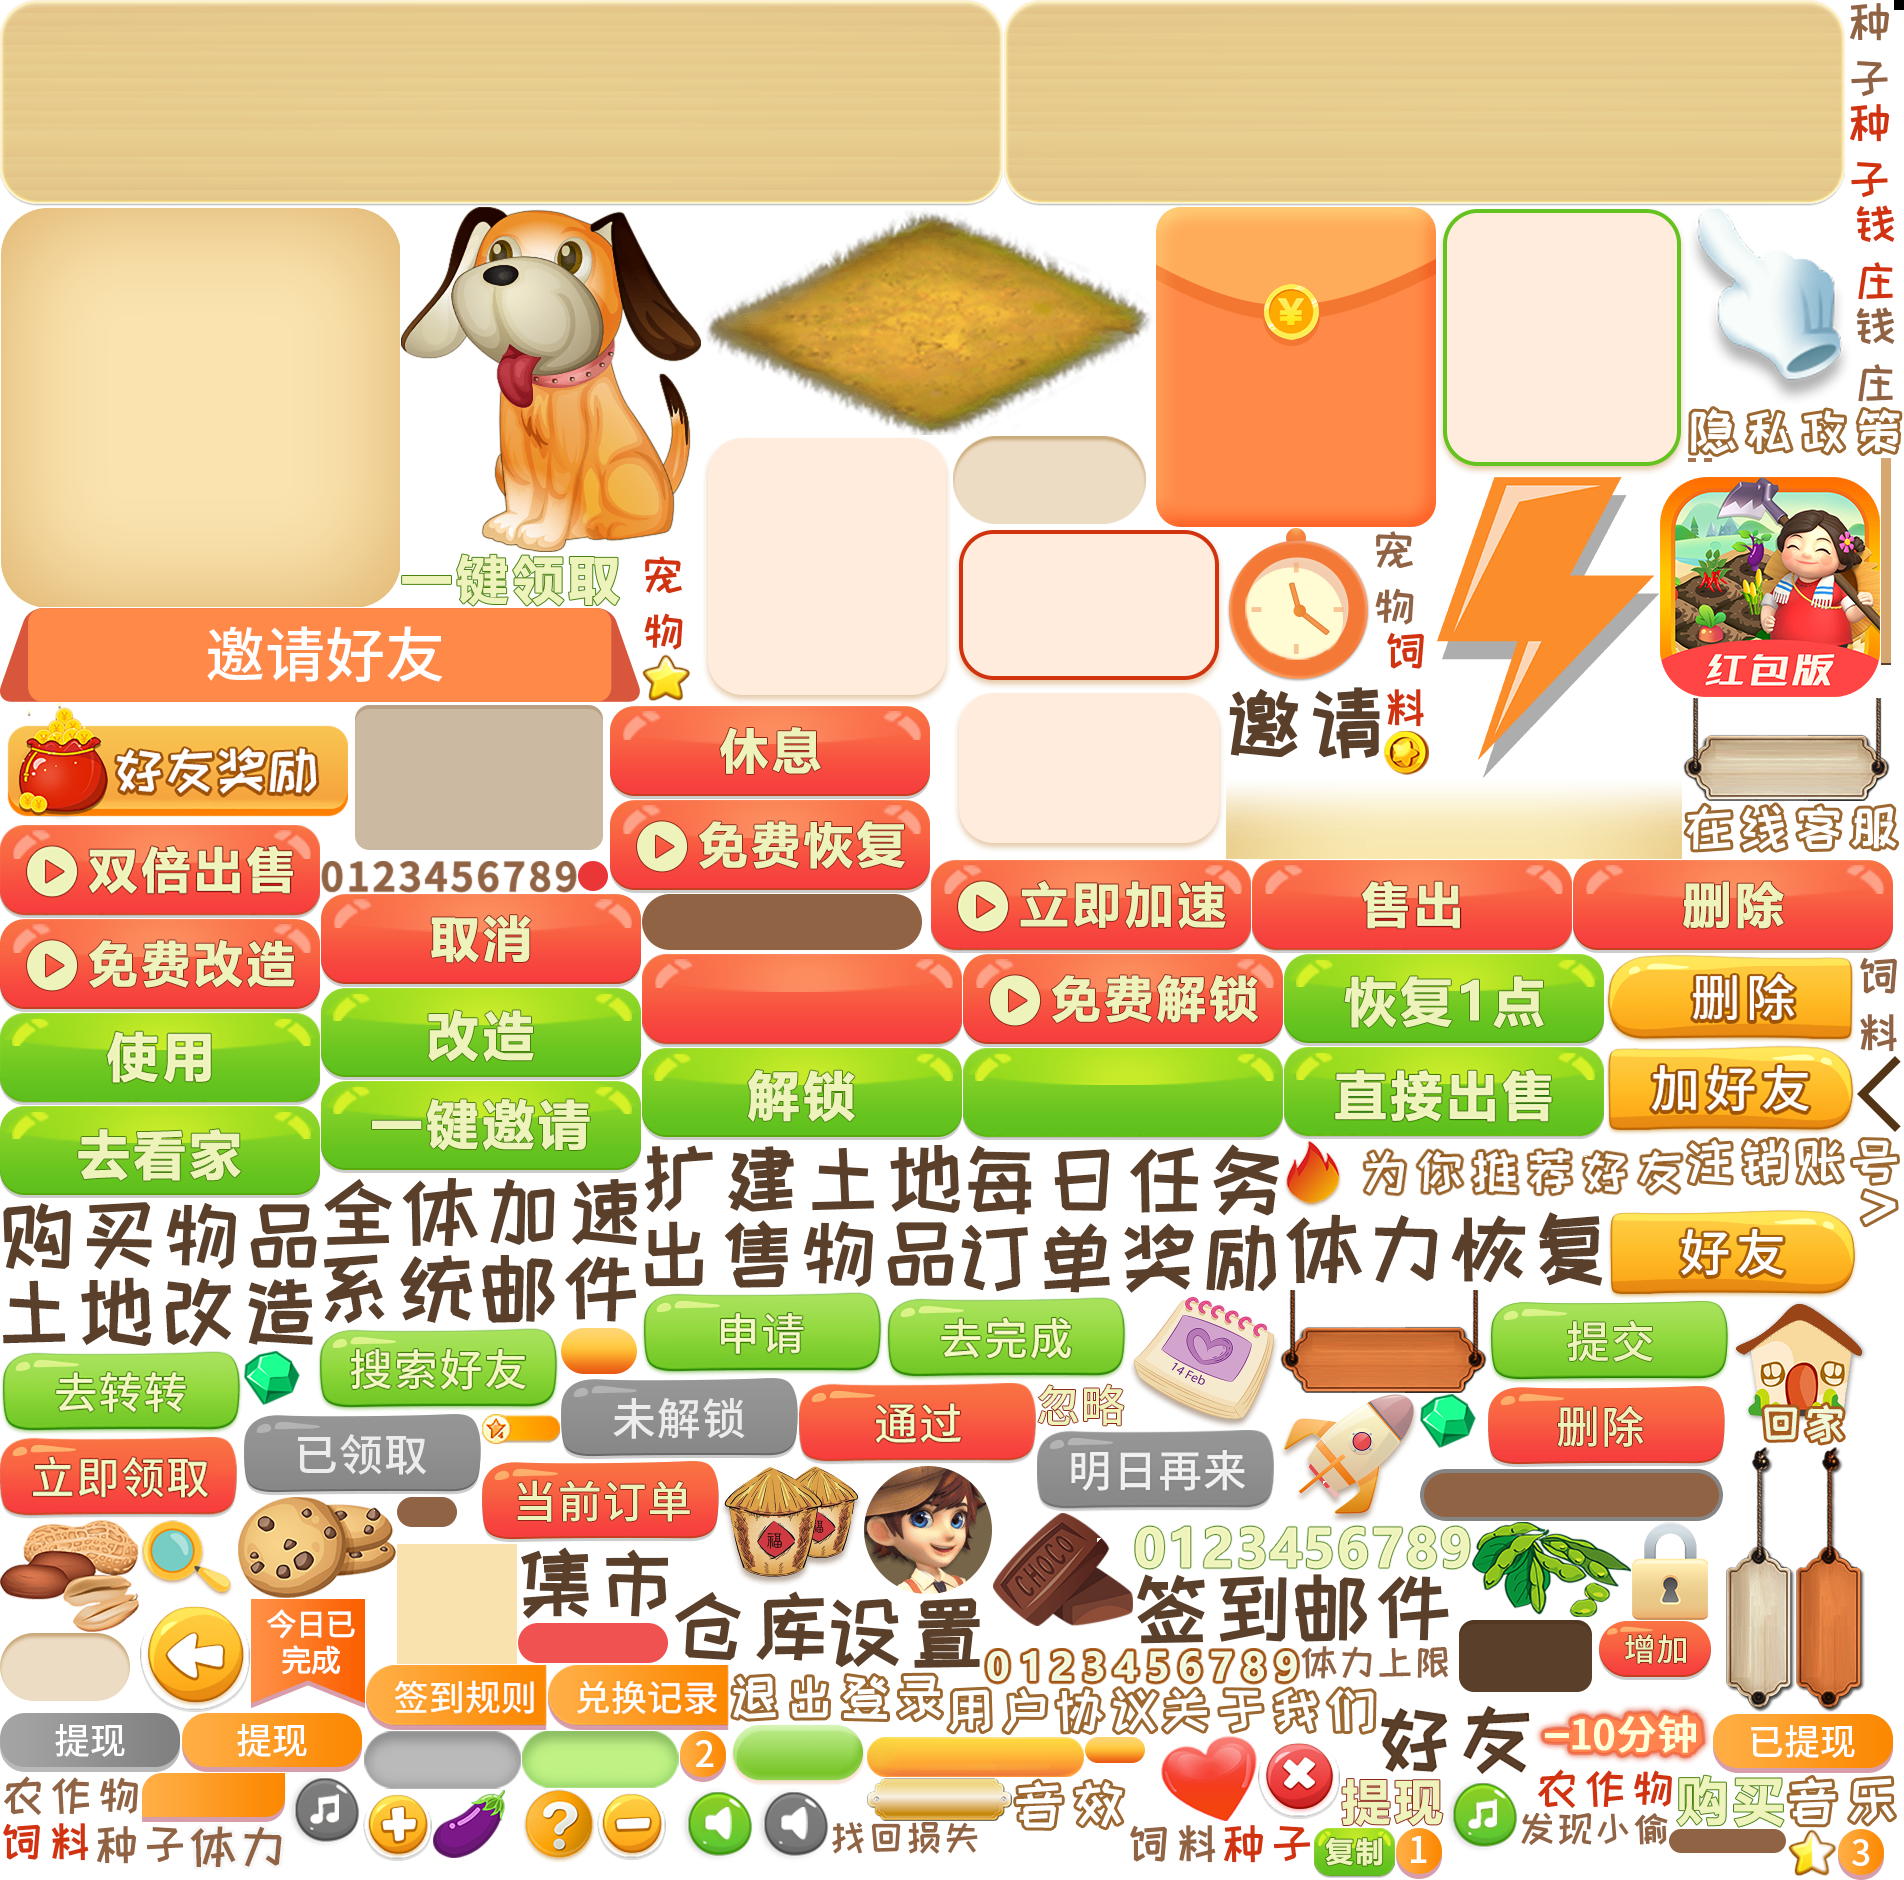 种子
种子
钱庄
钱庄
隐私政策
一键领取
宠物
宠物
饲料
邀请好友
邀请
红包版
好友奖励
休息
免费恢复
在线客服
双倍出售
0123456789
取消
立即加速
售出
删除
免费改造
免费解锁
恢复1点
删除
饲料
使用
改造
解锁
直接出售
加好友
去看家
一键邀请
扩建土地
每日任务
为你推荐好友
注销账号>
购买物品
全体加速
出售物品
订单奖励
体力恢复
好友
土地改造
系统邮件
去转转
搜索好友
申请
去完成
14 Feb
提交
未解锁
通过
忽略
删除
回家
立即领取
已领取
当前订单
明日再来
福
福
CHOCO
0123456789
集市
仓库
设置
签到
邮件
今日已
完成
0123456789
体力上限
增加
签到规则
兑换记录
退出登录
用户协议
关于我们
好友
-10分钟
提现
提现
2
已提现
农作物
音效
提现
农作物
购买
音乐
饲料
种子
体力
找回损失
饲料
种子
复制
1
发现小偷
3